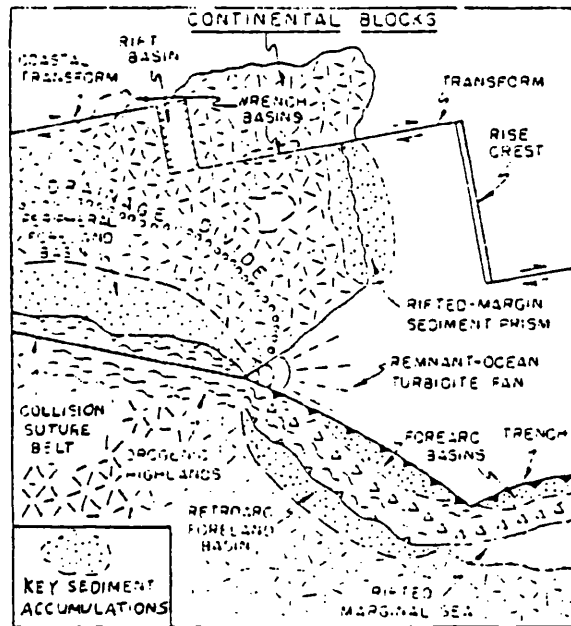 CONTINENTAL BLOCKS
RIFT
BASIN
COASTAL
TRANSFORM
WRENCH
BASINS
TRANSFORM
RISE
CREST
DRAINAGE DIVIDE
PERIPHERAL
FORELAND
RIFTED-MARGIN
SEDIMENT PRISM
REMNANT-OCEAN
TURBIDITE FAN
COLLISION
SUTURE
BELT
OROGENIC
HIGHLANDS
FOREARC
BASINS
TRENCH
RETROARC
FORELAND
BASIN
RIFTED
MARGINAL SEA
KEY SEDIMENT
ACCUMULATIONS